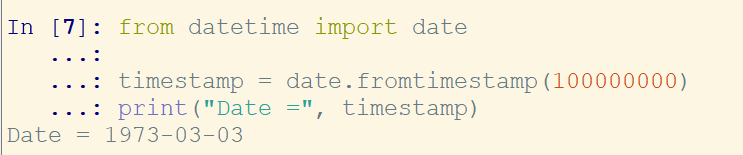 In [7]: from datetime import date
   ...:
   ...: timestamp = date.fromtimestamp(100000000)
   ...: print("Date =", timestamp)
Date = 1973-03-03